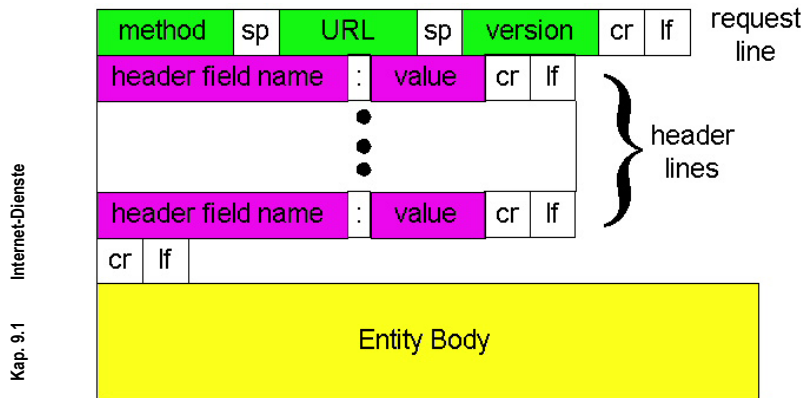 method sp URL sp version cr lf request line
header field name : value cr lf
header lines
header field name : value cr lf
cr lf
Entity Body
Internet-Dienste
Kap. 9.1